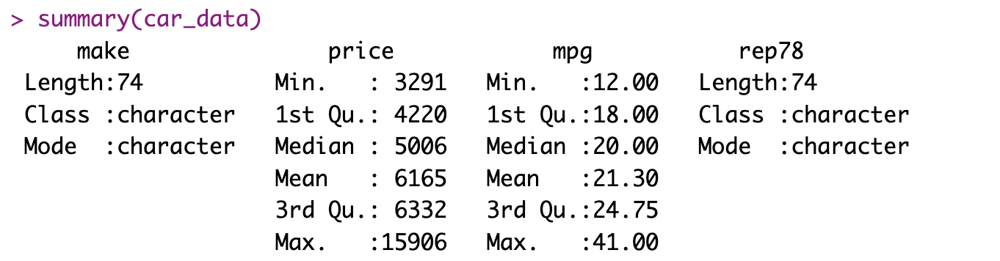 > summary(car_data)
make price mpg rep78
Length:74 Min. : 3291 Min. :12.00 Length:74
Class :character 1st Qu.: 4220 1st Qu.:18.00 Class :character
Mode :character Median : 5006 Median :20.00 Mode :character
Mean : 6165 Mean :21.30
3rd Qu.: 6332 3rd Qu.:24.75
Max. :15906 Max. :41.00